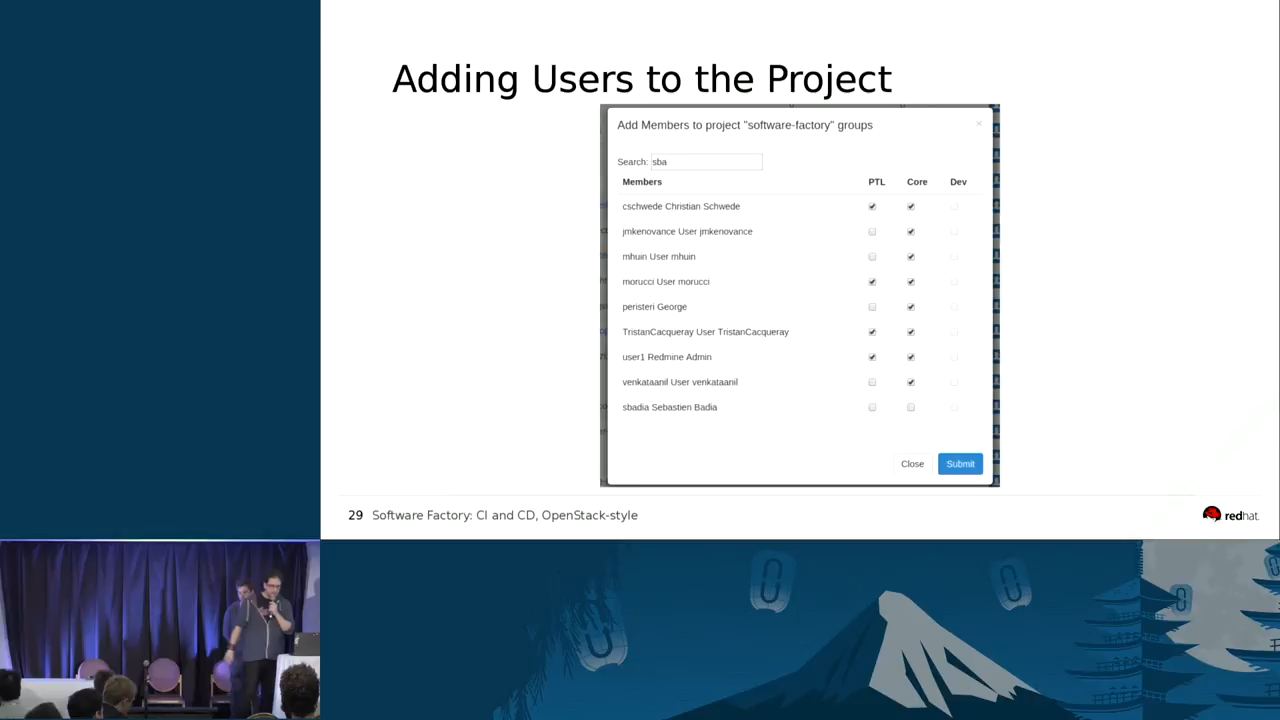 Adding Users to the Project
Add Members to project "software-factory" groups ×
Search: sba
Members PTL Core Dev
cschwede Christian Schwede
jmkenovance User jmkenovance
mhuin User mhuin
morucci User morucci
peristeri George
TristanCacqueray User TristanCacqueray
user1 Redmine Admin
venkataanil User venkataanil
sbadia Sebastien Badia
Close Submit
29 Software Factory: CI and CD, OpenStack-style
redhat.